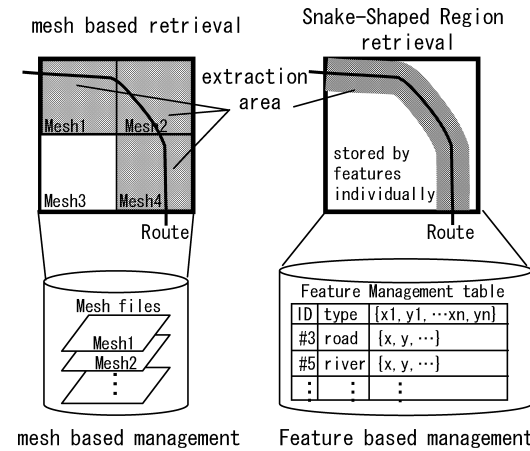 mesh based retrieval
Snake-Shaped Region
retrieval
extraction
area
Mesh1
Mesh2
Mesh3
Mesh4
Route
stored by
features
individually
Route
Mesh files
Mesh1
Mesh2
⋮
Feature Management table
ID type {x1, y1, …xn, yn}
#3 road {x, y, …}
#5 river {x, y, …}
⋮ ⋮ ⋮
mesh based management
Feature based management